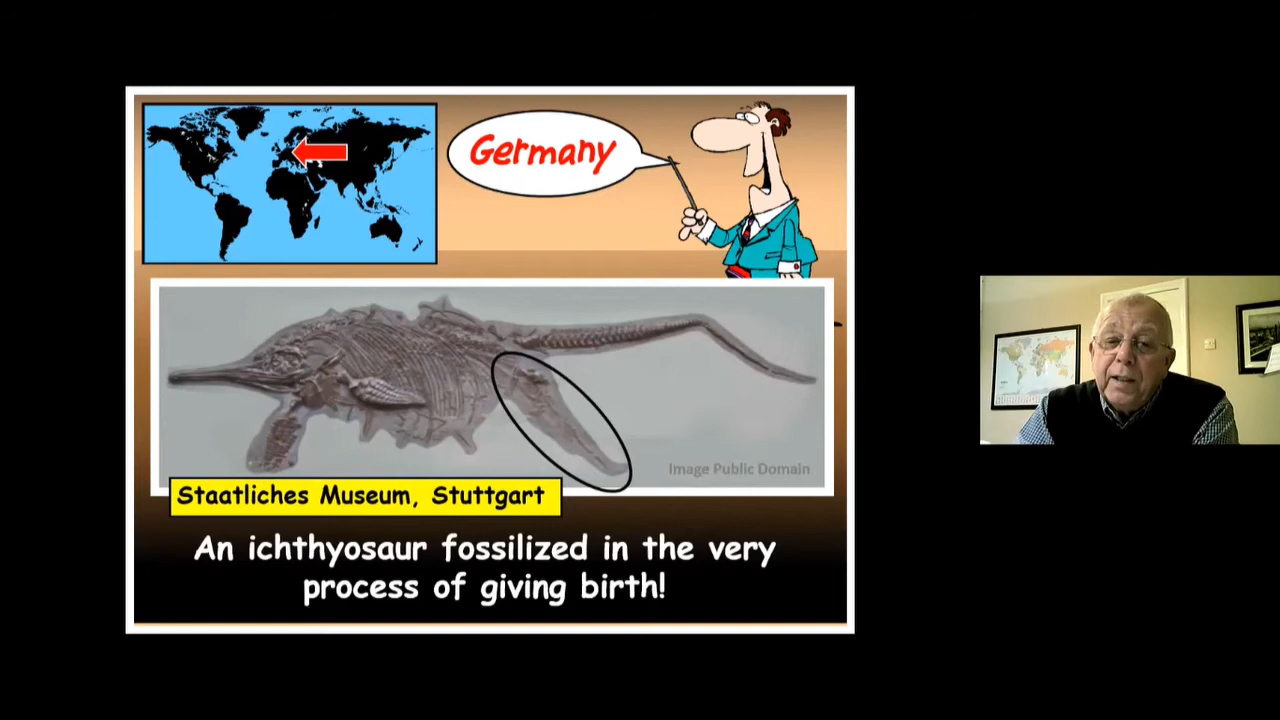 Germany
Image Public Domain
Staatliches Museum, Stuttgart
An ichthyosaur fossilized in the very
process of giving birth!